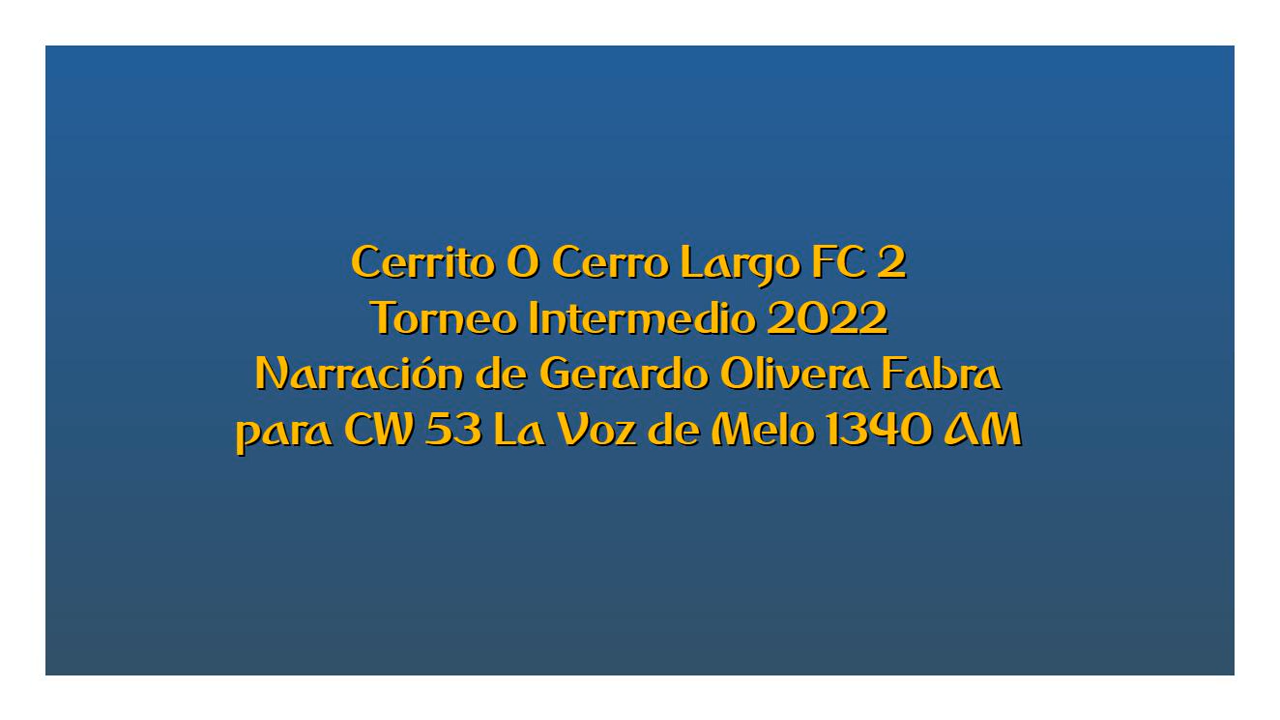 Cerrito 0 Cerro Largo FC 2
Torneo Intermedio 2022
Narración de Gerardo Olivera Fabra
para CW 53 La Voz de Melo 1340 AM